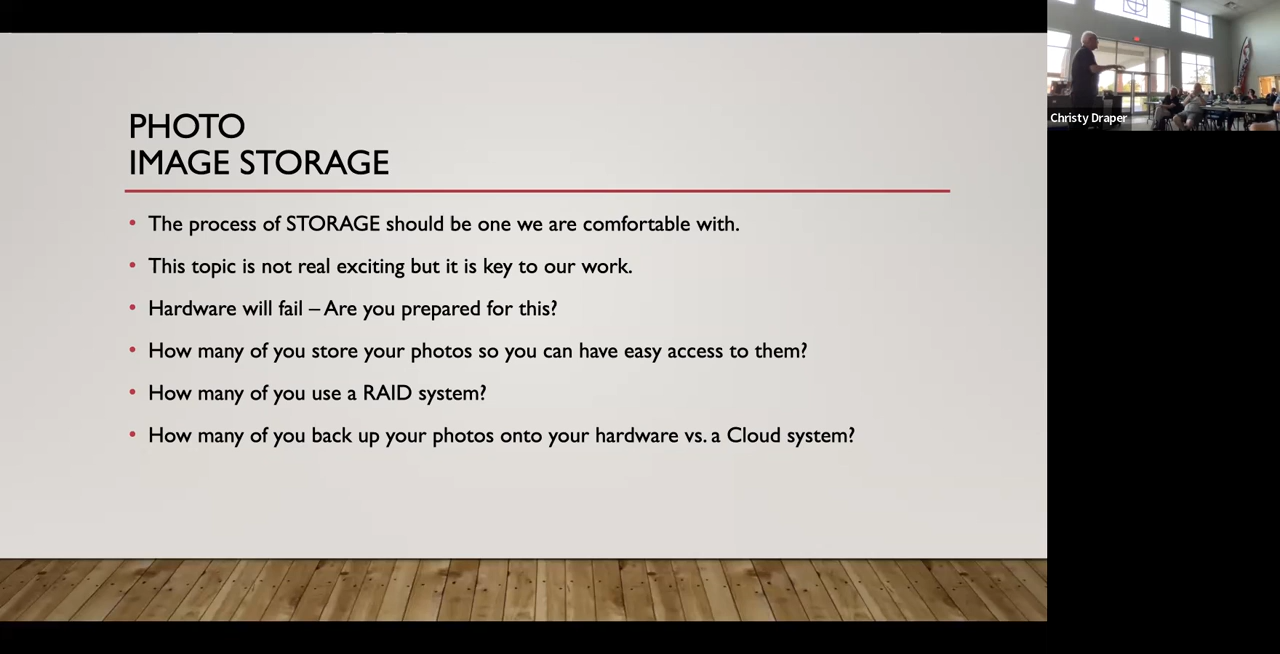 PHOTO
IMAGE STORAGE
• The process of STORAGE should be one we are comfortable with.
• This topic is not real exciting but it is key to our work.
• Hardware will fail – Are you prepared for this?
• How many of you store your photos so you can have easy access to them?
• How many of you use a RAID system?
• How many of you back up your photos onto your hardware vs. a Cloud system?
Christy Draper